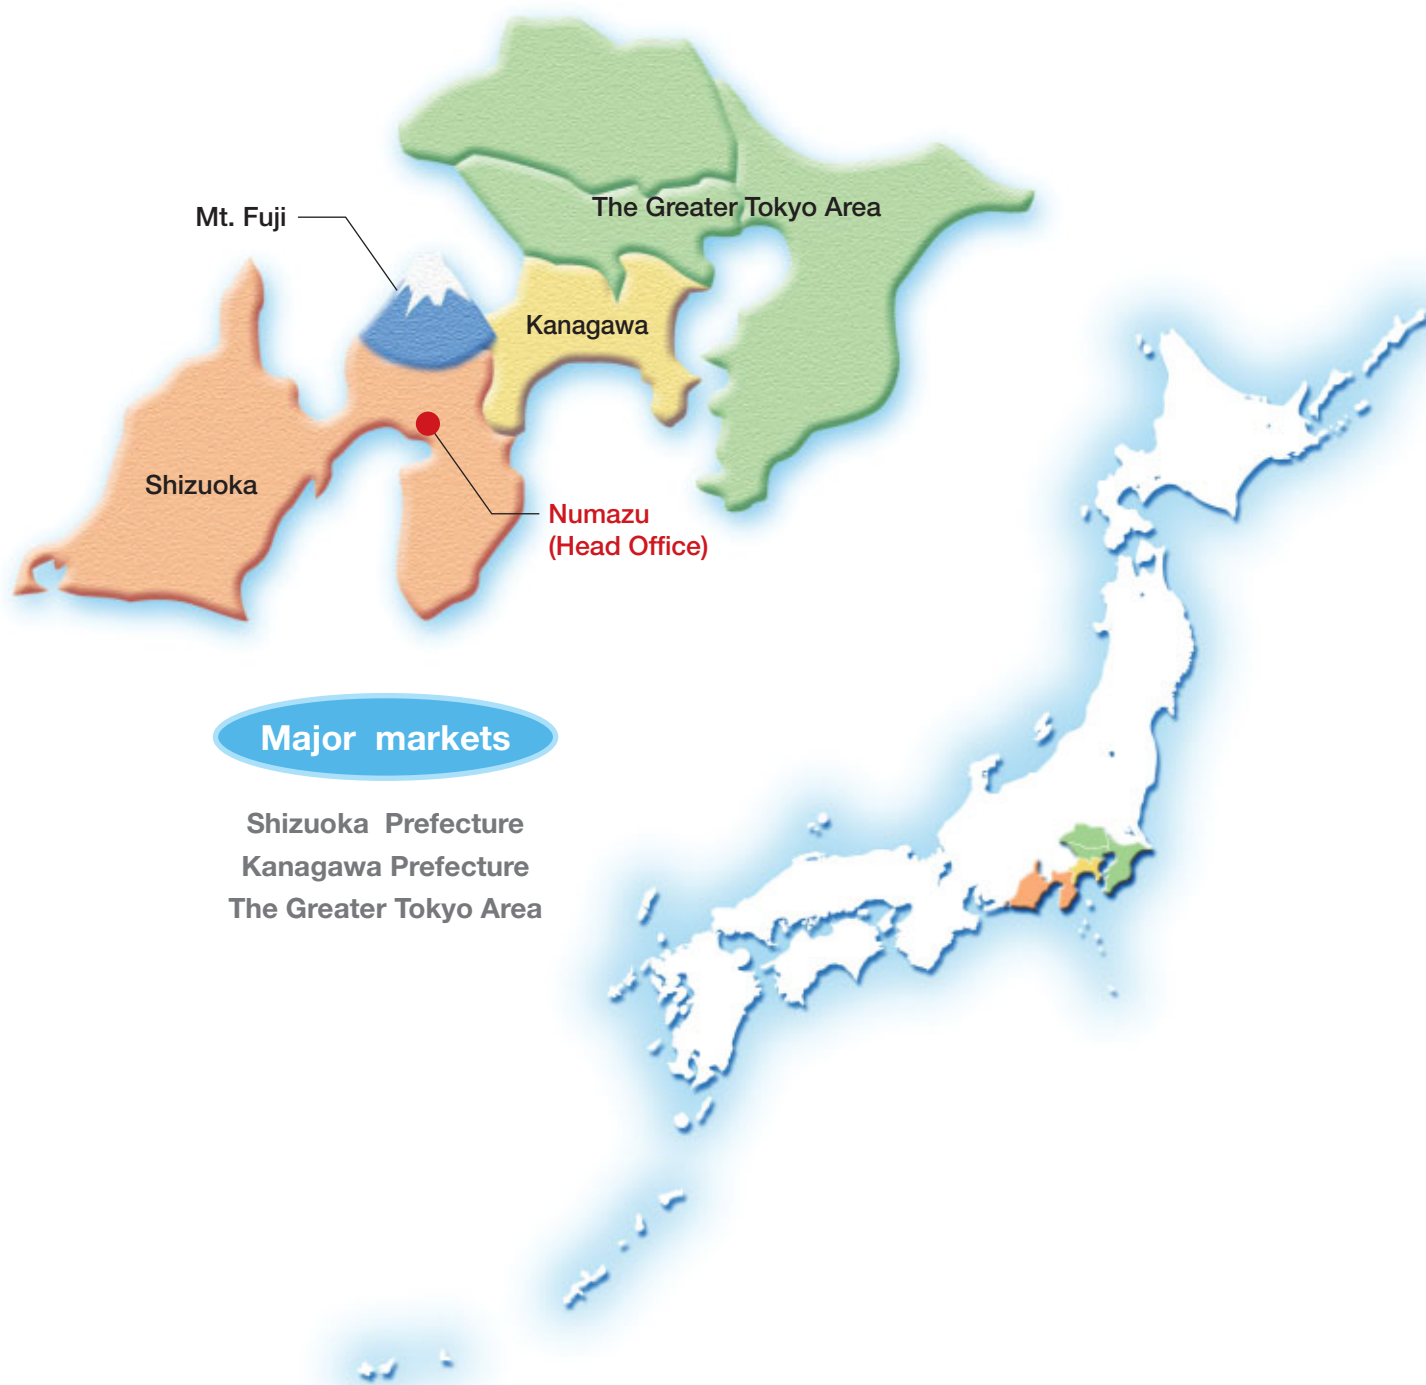 The Greater Tokyo Area
Mt. Fuji
Kanagawa
Shizuoka
Numazu
(Head Office)
Major markets
Shizuoka Prefecture
Kanagawa Prefecture
The Greater Tokyo Area